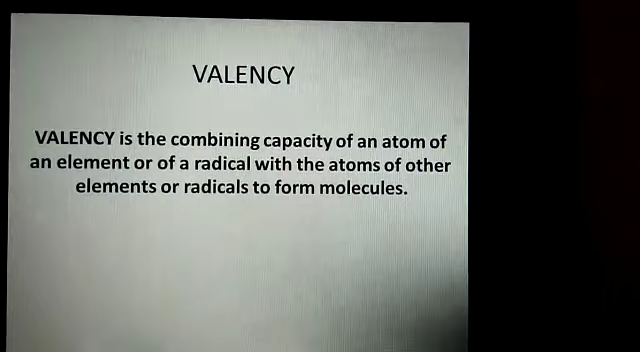 VALENCY
VALENCY is the combining capacity of an atom of
an element or of a radical with the atoms of other
elements or radicals to form molecules.